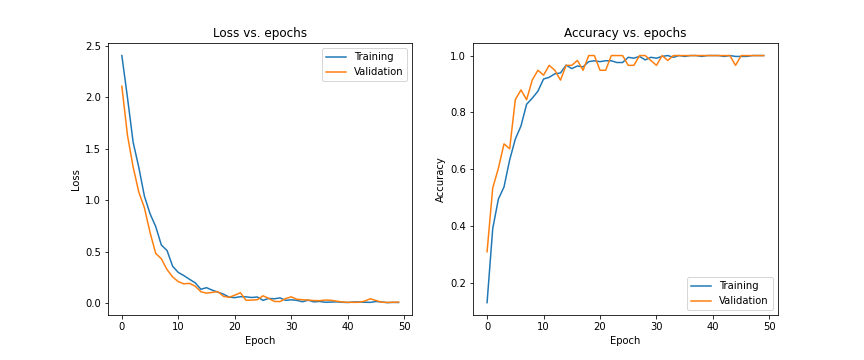 Loss vs. epochs
2.5
2.0
1.5
1.0
0.5
0.0
Loss
0
10
20
30
40
50
Epoch
Training
Validation
Accuracy vs. epochs
1.0
0.8
0.6
0.4
0.2
Accuracy
0
10
20
30
40
50
Epoch
Training
Validation